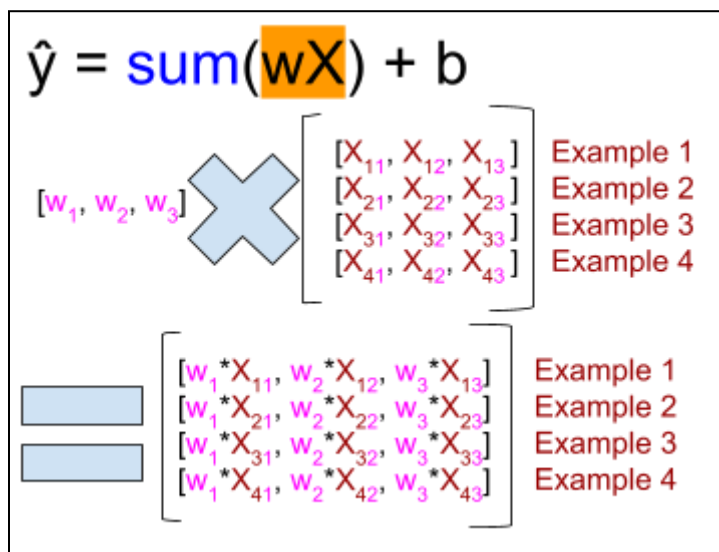 ŷ = sum(wX) + b
[X₁₁, X₁₂, X₁₃] Example 1
[X₂₁, X₂₂, X₂₃] Example 2
[w₁, w₂, w₃]
[X₃₁, X₃₂, X₃₃] Example 3
[X₄₁, X₄₂, X₄₃] Example 4
[w₁*X₁₁, w₂*X₁₂, w₃*X₁₃] Example 1
[w₁*X₂₁, w₂*X₂₂, w₃*X₂₃] Example 2
[w₁*X₃₁, w₂*X₃₂, w₃*X₃₃] Example 3
[w₁*X₄₁, w₂*X₄₂, w₃*X₄₃] Example 4